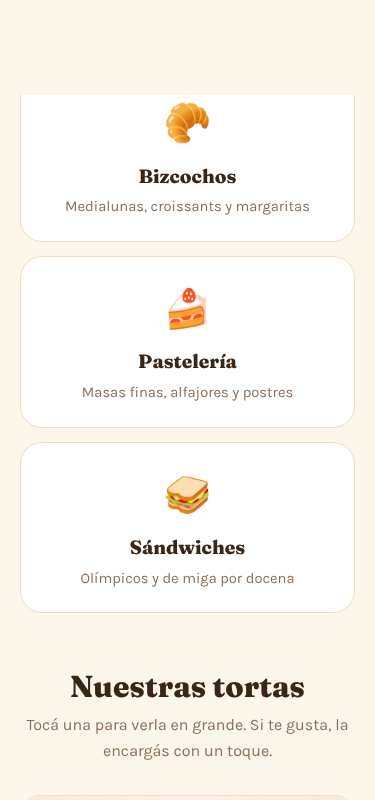 Bizcochos
Medialunas, croissants y margaritas
Pastelería
Masas finas, alfajores y postres
Sándwiches
Olímpicos y de miga por docena
Nuestras tortas
Tocá una para verla en grande. Si te gusta, la
encargás con un toque.